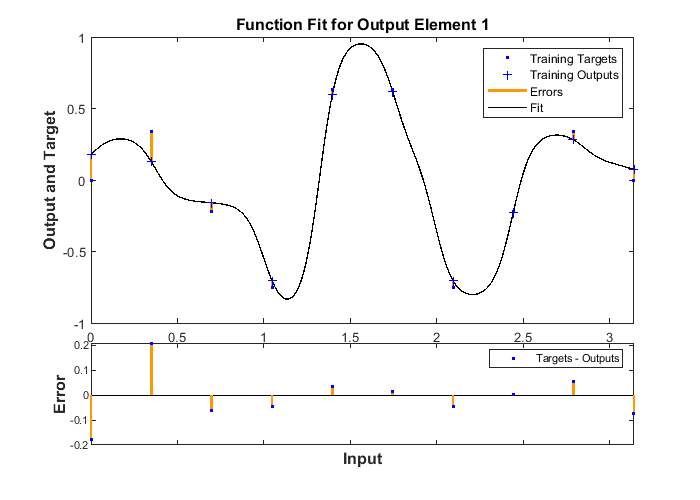 Function Fit for Output Element 1
Output and Target
1
0.5
0
-0.5
-1
Training Targets
Training Outputs
Errors
Fit
0 0.5 1 1.5 2 2.5 3
Error
0.2
0.1
0
-0.1
-0.2
Targets - Outputs
Input